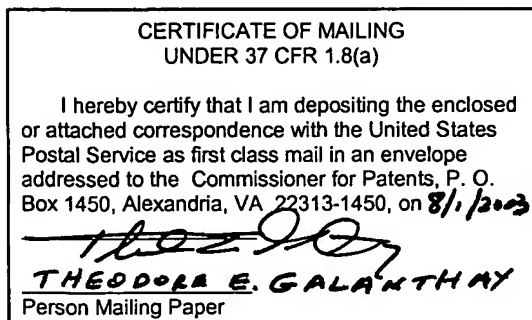 CERTIFICATE OF MAILING
UNDER 37 CFR 1.8(a)
I hereby certify that I am depositing the enclosed
or attached correspondence with the United States
Postal Service as first class mail in an envelope
addressed to the Commissioner for Patents, P. O.
Box 1450, Alexandria, VA 22313-1450, on 8/1/2003
THEODORE E. GALANTHAY
Person Mailing Paper